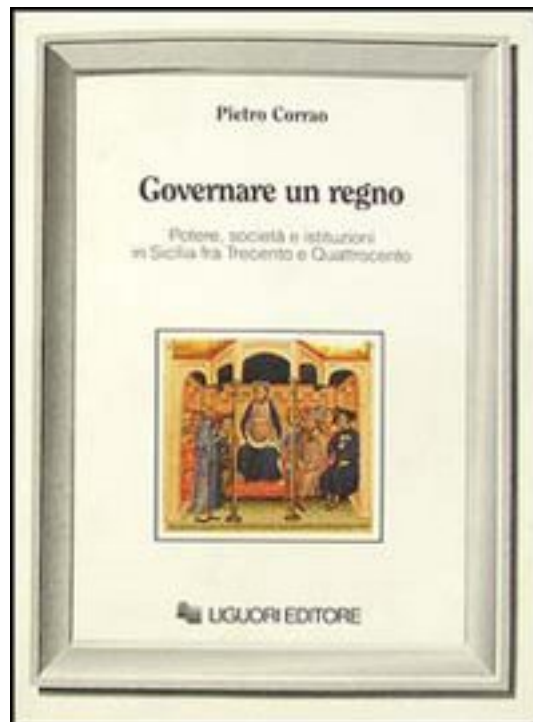 Pietro Corrao
Governare un regno
Potere, società e istituzioni
in Sicilia fra Trecento e Quattrocento
LIGUORI EDITORE